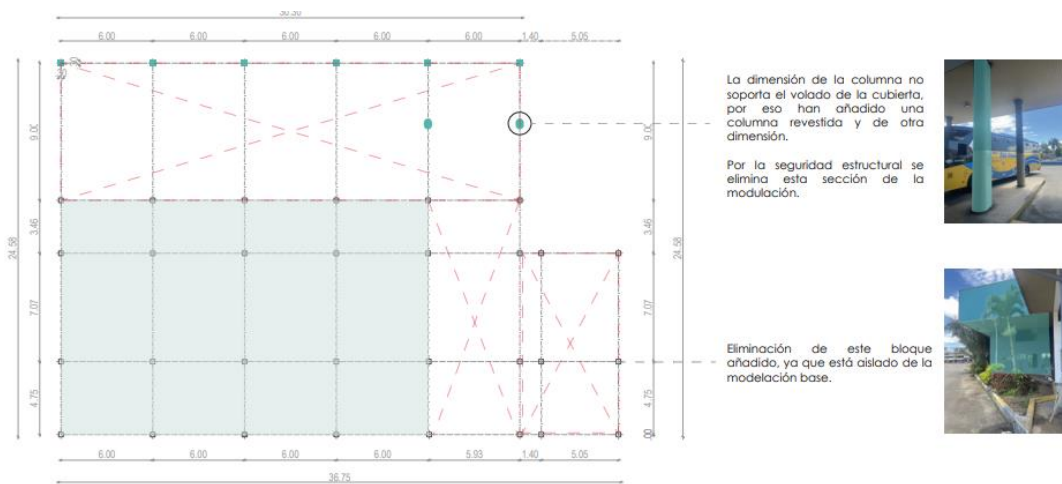 30.30
6.00 6.00 6.00 6.00 6.00 1.40 5.05
9.00 9.00
3.46 3.46
24.58 24.58
7.07 7.07
4.75 4.75
.00
6.00 6.00 6.00 6.00 5.93 1.40 5.05
36.75
La dimensión de la columna no
soporta el volado de la cubierta,
por eso han añadido una
columna revestida y de otra
dimensión.
Por la seguridad estructural se
elimina esta sección de la
modulación.
Eliminación de este bloque
añadido, ya que está aislado de la
modelación base.